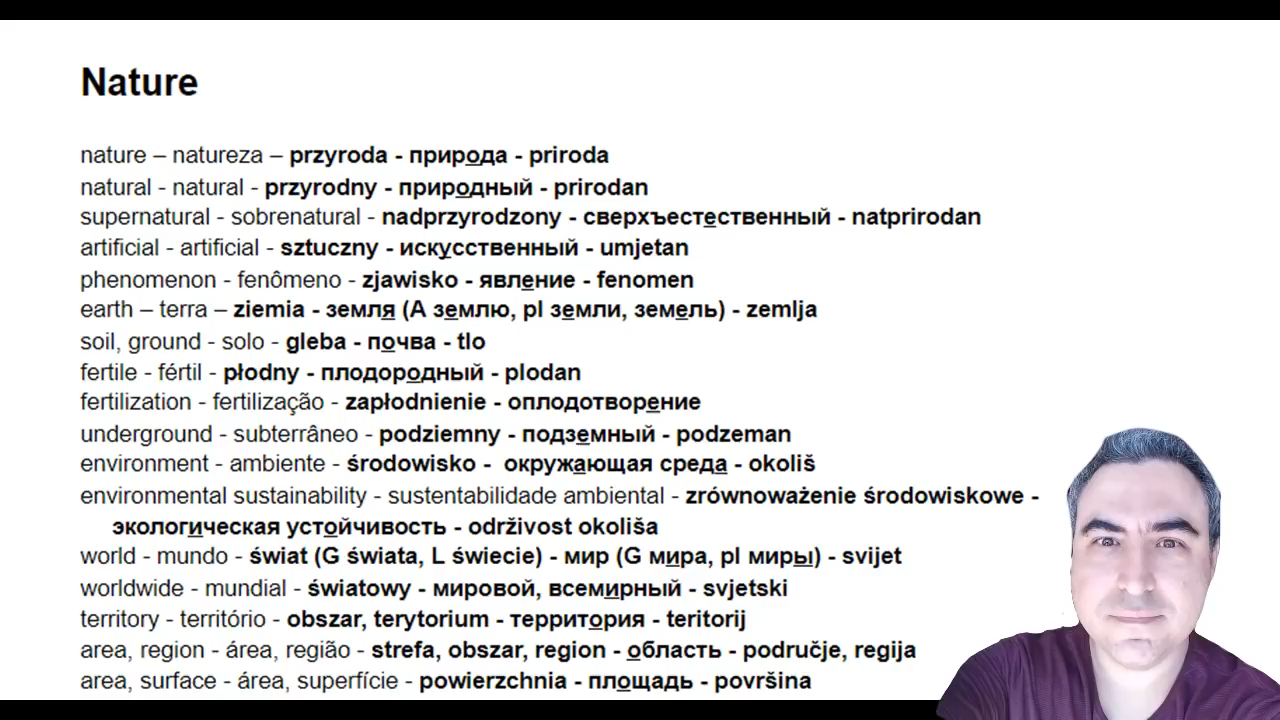 Nature
nature – natureza – przyroda - природа - priroda
natural - natural - przyrodny - природный - prirodan
supernatural - sobrenatural - nadprzyrodzony - сверхъестественный - natprirodan
artificial - artificial - sztuczny - искусственный - umjetan
phenomenon - fenômeno - zjawisko - явление - fenomen
earth – terra – ziemia - земля (A землю, pl земли, земель) - zemlja
soil, ground - solo - gleba - почва - tlo
fertile - fértil - płodny - плодородный - plodan
fertilization - fertilização - zapłodnienie - оплодотворение
underground - subterrâneo - podziemny - подземный - podzeman
environment - ambiente - środowisko - окружающая среда - okoliš
environmental sustainability - sustentabilidade ambiental - zrównoważenie środowiskowe -
экологическая устойчивость - održivost okoliša
world - mundo - świat (G świata, L świecie) - мир (G мира, pl миры) - svijet
worldwide - mundial - światowy - мировой, всемирный - svjetski
territory - território - obszar, terytorium - территория - teritorij
area, region - área, região - strefa, obszar, region - область - područje, regija
area, surface - área, superfície - powierzchnia - площадь - površina